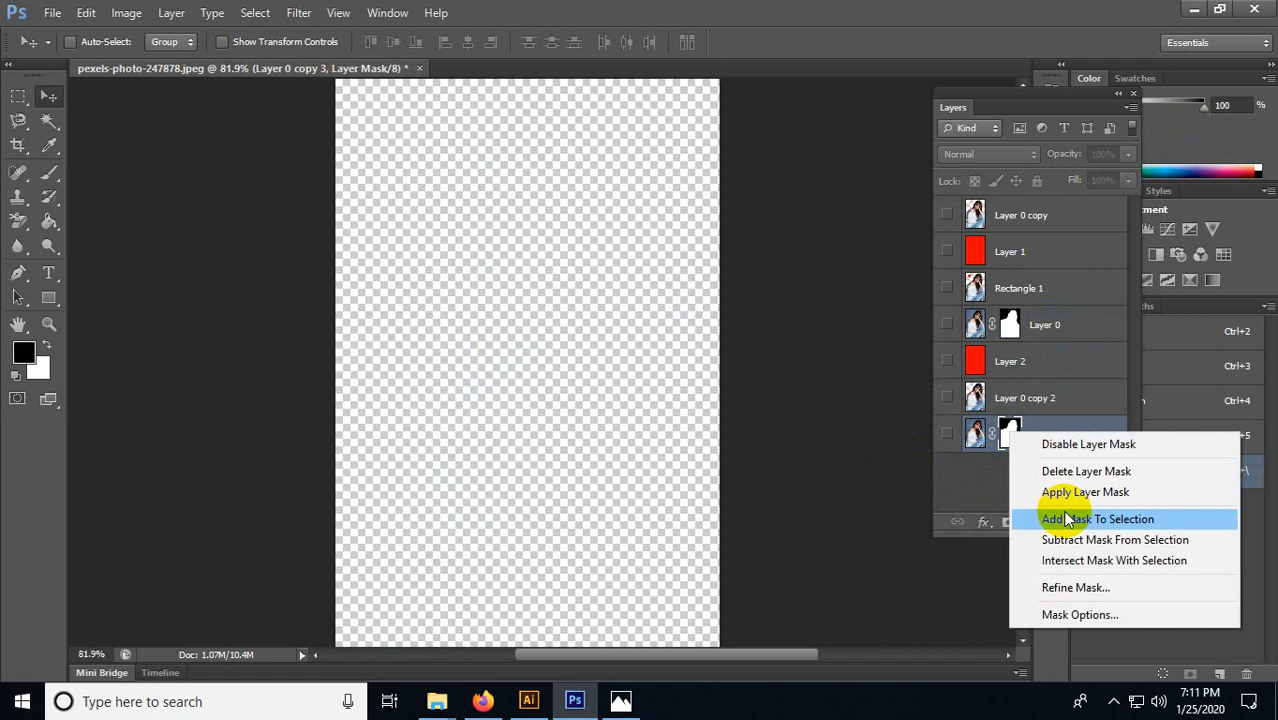 Ps File Edit Image Layer Type Select Filter View Window Help
Auto-Select: Group Show Transform Controls Essentials
pexels-photo-247878.jpeg @ 81.9% (Layer 0 copy 3, Layer Mask/8) * ×
Color Swatches
Layers
100 %
Kind
Normal Opacity: 100%
Lock: Fill: 100%
Styles
Layer 0 copy
Layer 1
Rectangle 1
Layer 0
Ctrl+2
Layer 2
Ctrl+3
Layer 0 copy 2
Ctrl+4
Ctrl+5
Disable Layer Mask
Delete Layer Mask
Apply Layer Mask
Add Mask To Selection
Subtract Mask From Selection
Intersect Mask With Selection
Refine Mask...
Mask Options...
fx
81.9% Doc: 1.07M/10.4M
Mini Bridge Timeline
Type here to search
Ai Ps
7:11 PM
1/25/2020